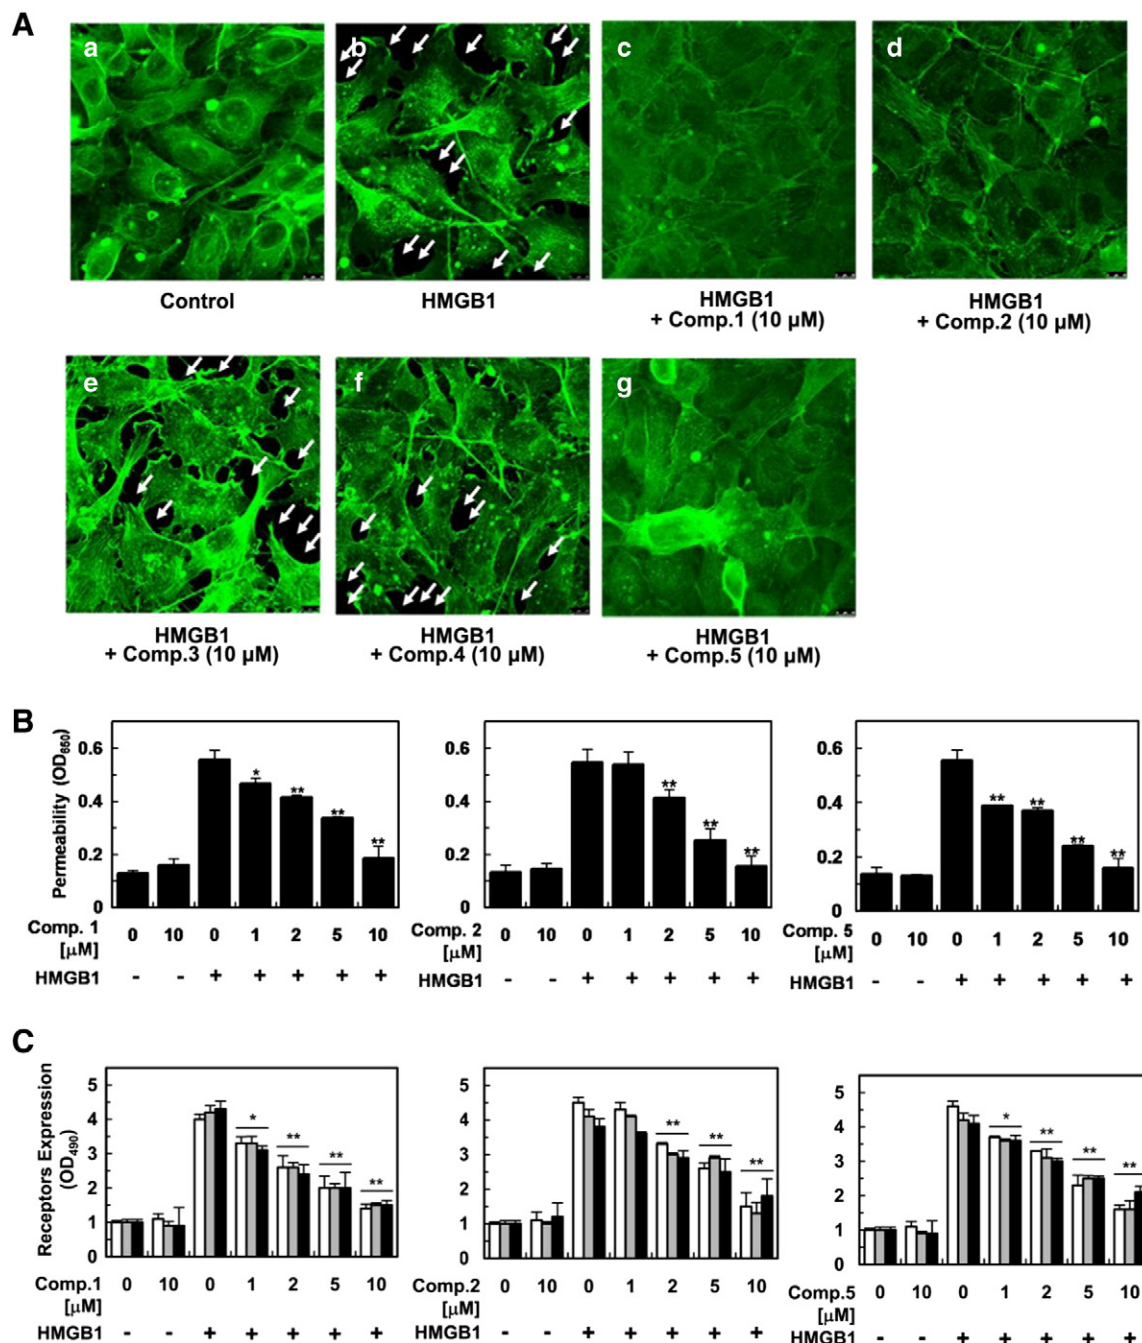 A
a b c d
Control HMGB1 HMGB1 HMGB1
+ Comp.1 (10 µM) + Comp.2 (10 µM)
e f g
HMGB1 HMGB1 HMGB1
+ Comp.3 (10 µM) + Comp.4 (10 µM) + Comp.5 (10 µM)
B
Permeability (OD650)
0.6
0.4
0.2
0
* ** ** **
Comp. 1 0 10 0 1 2 5 10
[µM]
HMGB1 - - + + + + +
0.6
0.4
0.2
0
** ** **
Comp. 2 0 10 0 1 2 5 10
[µM]
HMGB1 - - + + + + +
0.6
0.4
0.2
0
** ** ** **
Comp. 5 0 10 0 1 2 5 10
[µM]
HMGB1 - - + + + + +
C
Receptors Expression
(OD490)
5
4
3
2
1
0
* ** ** **
Comp.1 0 10 0 1 2 5 10
[µM]
HMGB1 - - + + + + +
5
4
3
2
1
0
** ** **
Comp.2 0 10 0 1 2 5 10
[µM]
HMGB1 - - + + + + +
5
4
3
2
1
0
* ** ** **
Comp.5 0 10 0 1 2 5 10
[µM]
HMGB1 - - + + + + +